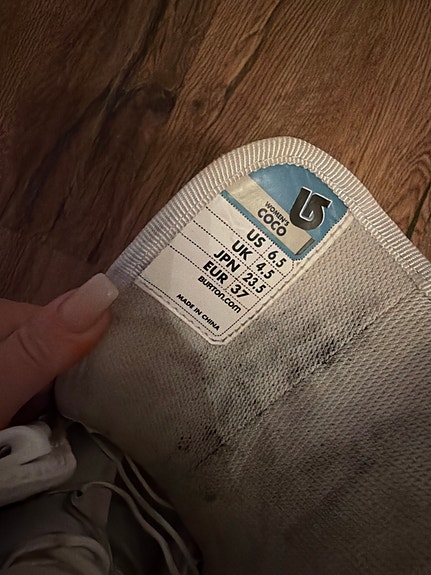 WOMEN'S
COCO
US 6.5
UK 4.5
JPN 23.5
EUR 37
BURTON.com
MADE IN CHINA